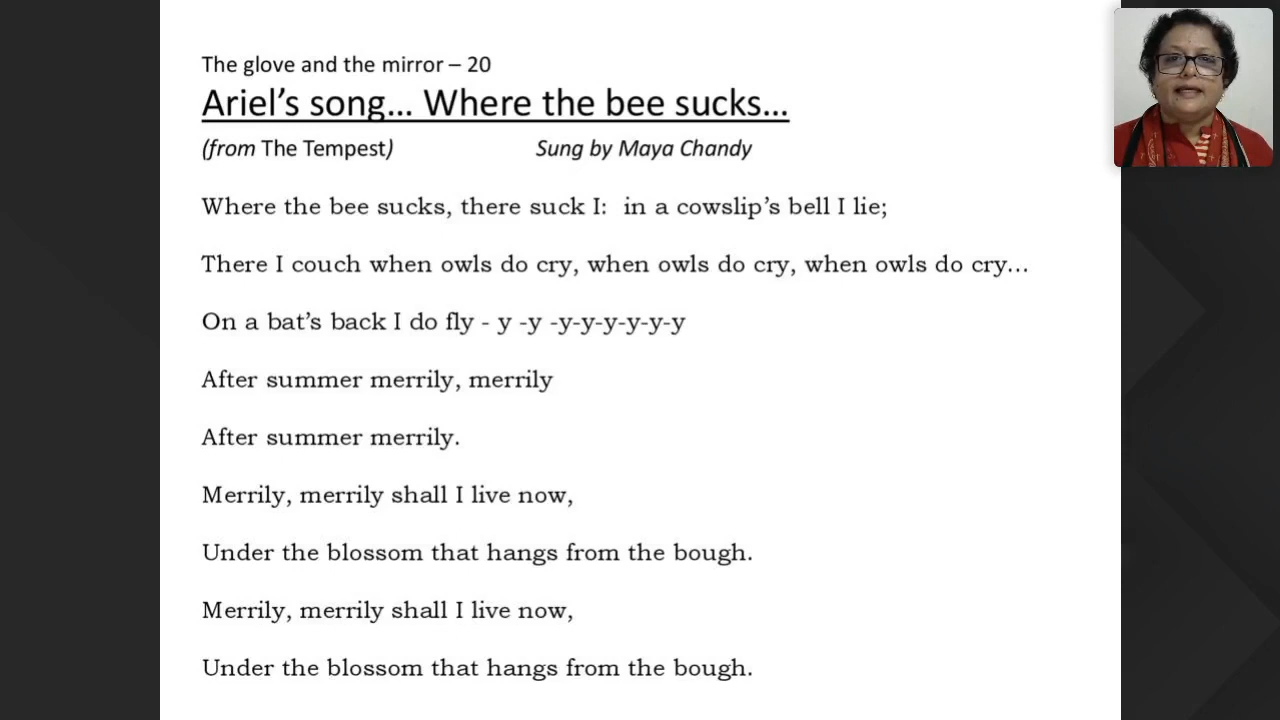 The glove and the mirror – 20
Ariel’s song... Where the bee sucks...
(from The Tempest) Sung by Maya Chandy
Where the bee sucks, there suck I: in a cowslip’s bell I lie;
There I couch when owls do cry, when owls do cry, when owls do cry...
On a bat’s back I do fly - y -y -y-y-y-y-y-y
After summer merrily, merrily
After summer merrily.
Merrily, merrily shall I live now,
Under the blossom that hangs from the bough.
Merrily, merrily shall I live now,
Under the blossom that hangs from the bough.